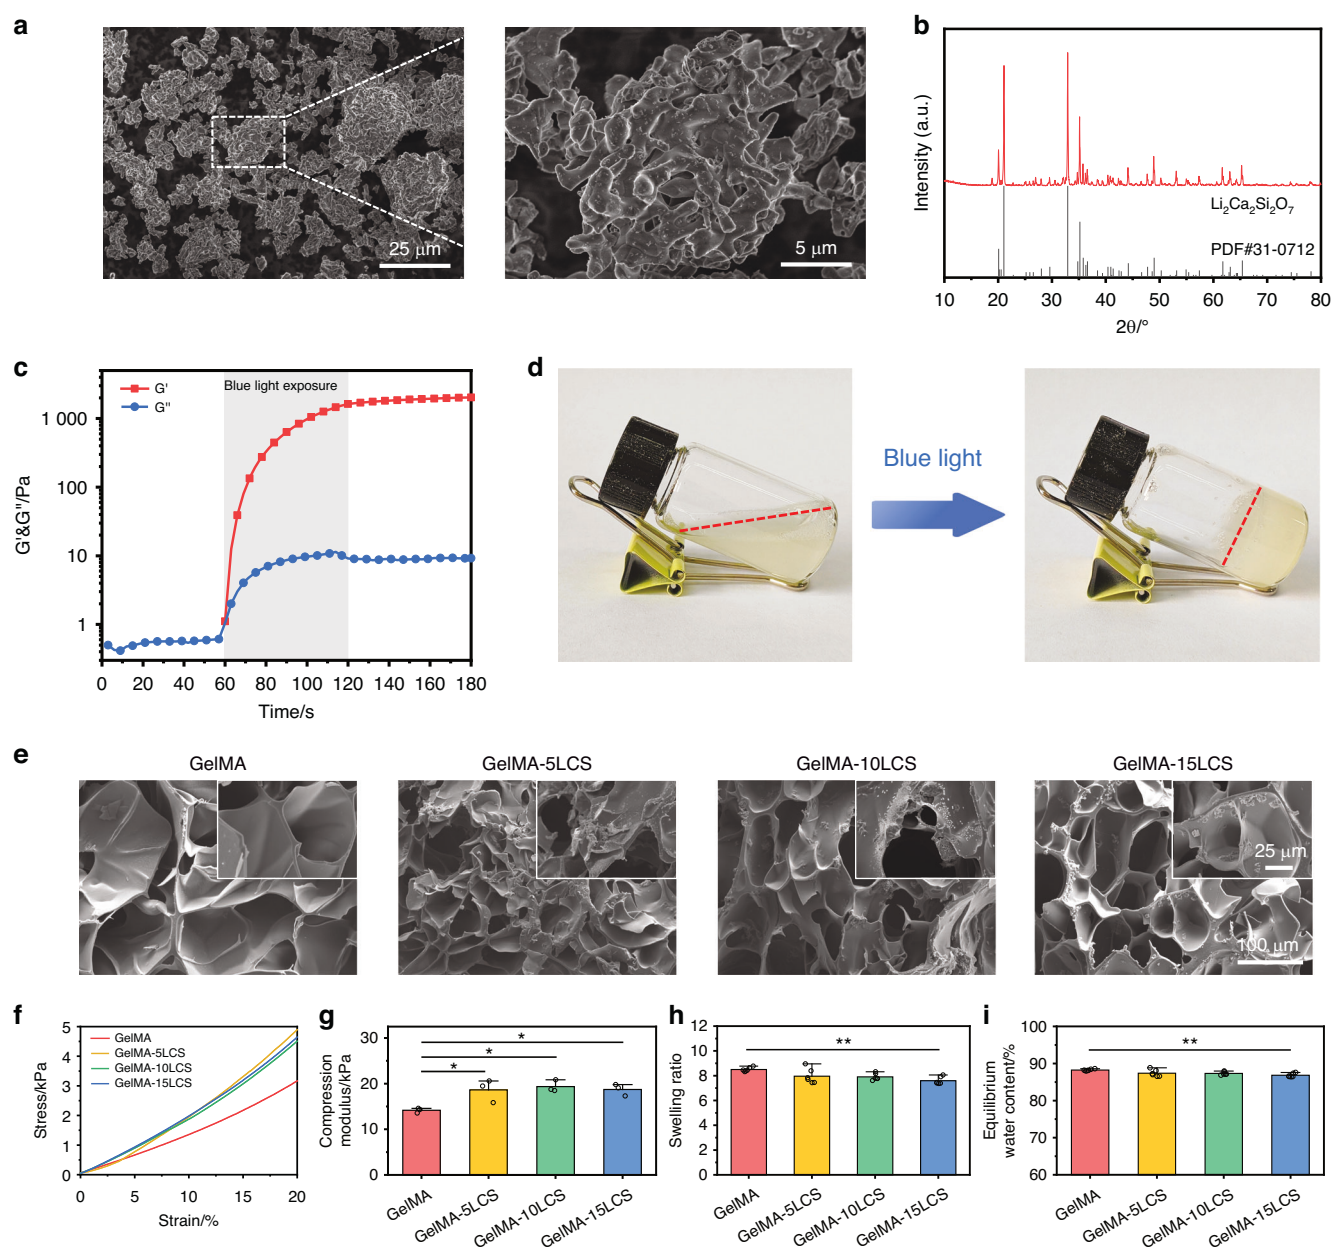 a
25 μm
5 μm
b
Intensity (a.u.)
Li2Ca2Si2O7
PDF#31-0712
10 20 30 40 50 60 70 80
2θ/°
c
G'&G"/Pa
1 000
100
10
1
G'
G"
Blue light exposure
0 20 40 60 80 100 120 140 160 180
Time/s
d
Blue light
e
GelMA
GelMA-5LCS
GelMA-10LCS
GelMA-15LCS
25 μm
100 μm
f
Stress/kPa
5
4
3
2
1
0
GelMA
GelMA-5LCS
GelMA-10LCS
GelMA-15LCS
0 5 10 15 20
Strain/%
g
Compression
modulus/kPa
30
20
10
0
*
*
*
GelMA
GelMA-5LCS
GelMA-10LCS
GelMA-15LCS
h
Swelling ratio
12
10
8
6
4
2
0
**
GelMA
GelMA-5LCS
GelMA-10LCS
GelMA-15LCS
i
Equilibrium
water content/%
100
90
80
70
60
**
GelMA
GelMA-5LCS
GelMA-10LCS
GelMA-15LCS